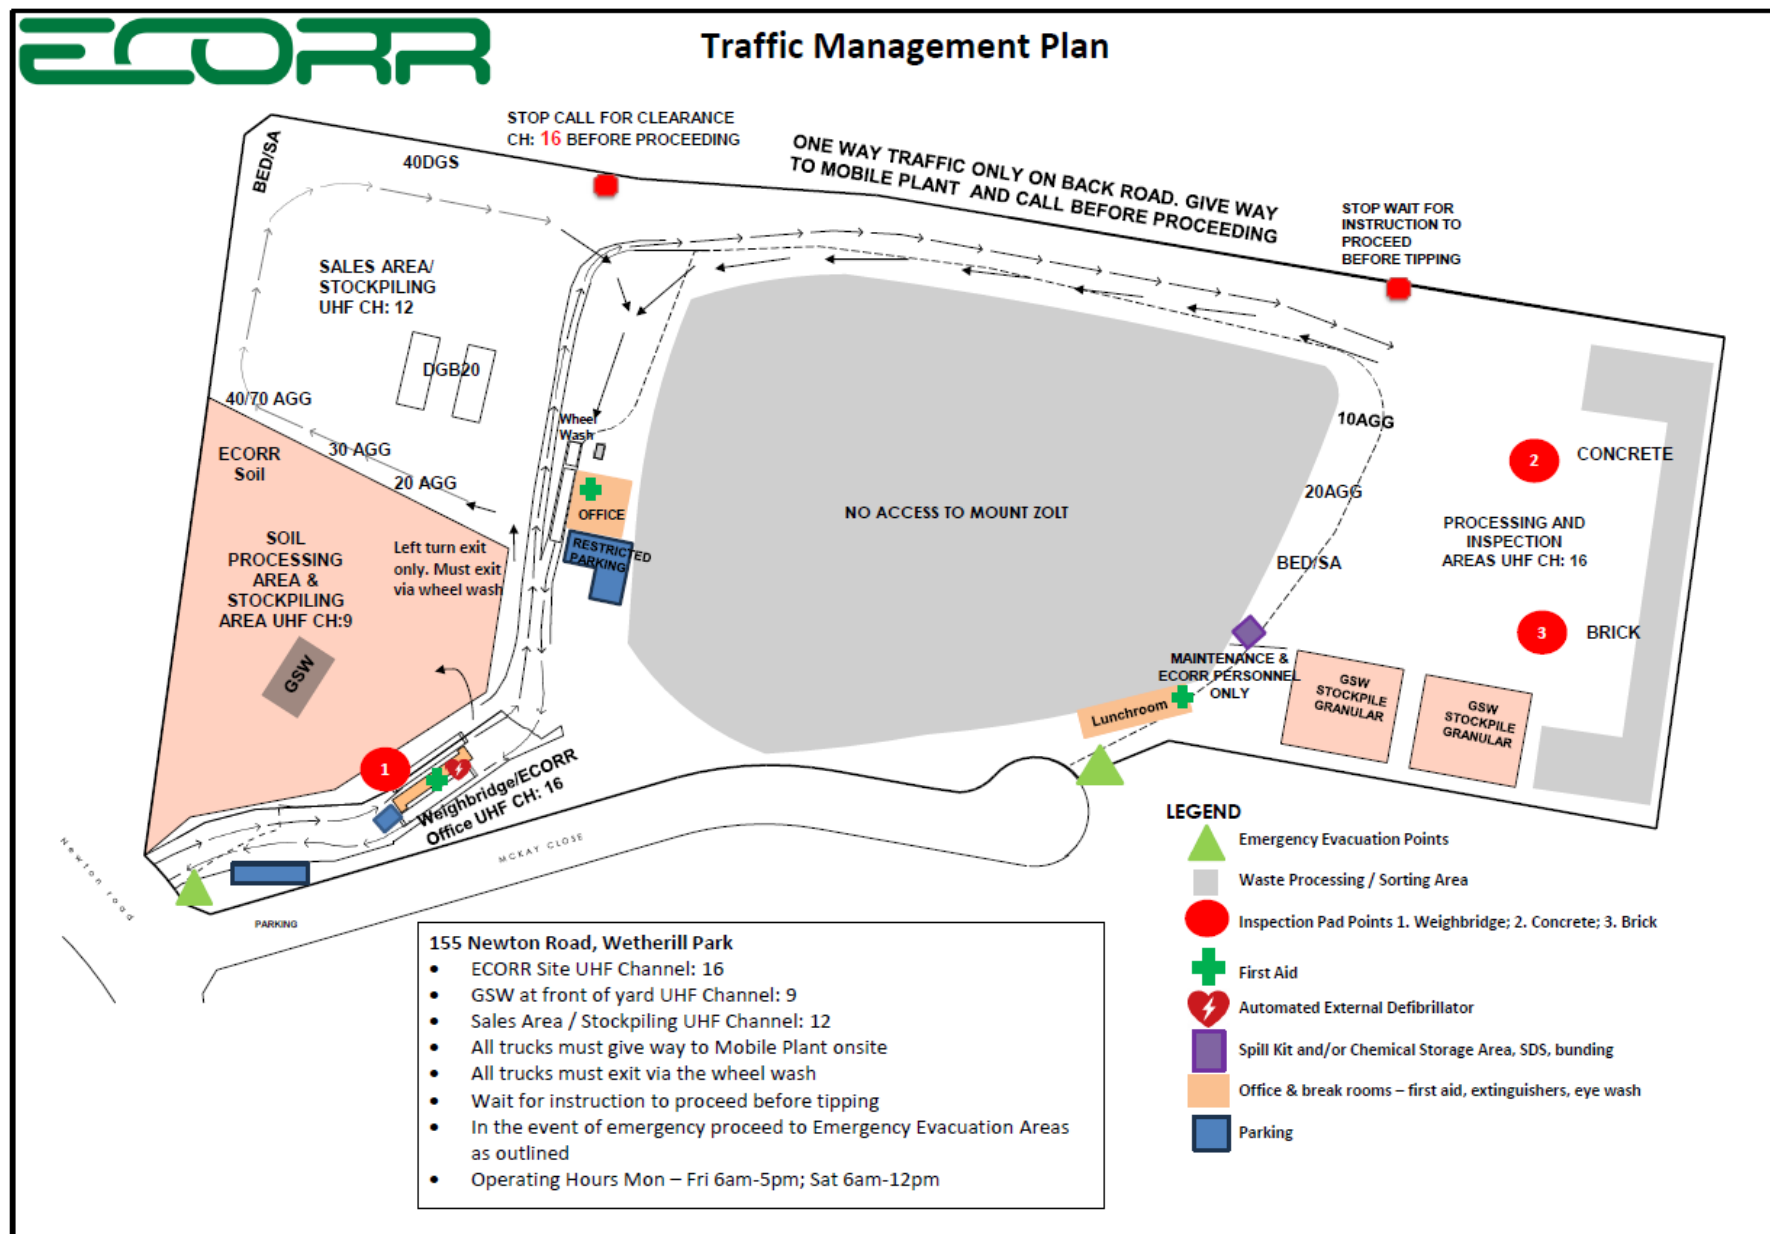 ECORR
Traffic Management Plan
STOP CALL FOR CLEARANCE
CH: 16 BEFORE PROCEEDING
ONE WAY TRAFFIC ONLY ON BACK ROAD. GIVE WAY
TO MOBILE PLANT AND CALL BEFORE PROCEEDING
STOP WAIT FOR
INSTRUCTION TO
PROCEED
BEFORE TIPPING
BED/SA
40DGS
SALES AREA/
STOCKPILING
UHF CH: 12
DGB20
40/70 AGG
30 AGG
20 AGG
ECORR
Soil
SOIL
PROCESSING
AREA &
STOCKPILING
AREA UHF CH:9
GSW
Left turn exit
only. Must exit
via wheel wash
Wheel
Wash
OFFICE
RESTRICTED
PARKING
NO ACCESS TO MOUNT ZOLT
10AGG
20AGG
BED/SA
2
CONCRETE
PROCESSING AND
INSPECTION
AREAS UHF CH: 16
3
BRICK
MAINTENANCE &
ECORR PERSONNEL
ONLY
Lunchroom
GSW
STOCKPILE
GRANULAR
GSW
STOCKPILE
GRANULAR
1
Weighbridge/ECORR
Office UHF CH: 16
MCKAY CLOSE
Newton road
PARKING
155 Newton Road, Wetherill Park
• ECORR Site UHF Channel: 16
• GSW at front of yard UHF Channel: 9
• Sales Area / Stockpiling UHF Channel: 12
• All trucks must give way to Mobile Plant onsite
• All trucks must exit via the wheel wash
• Wait for instruction to proceed before tipping
• In the event of emergency proceed to Emergency Evacuation Areas
as outlined
• Operating Hours Mon – Fri 6am-5pm; Sat 6am-12pm
LEGEND
Emergency Evacuation Points
Waste Processing / Sorting Area
Inspection Pad Points 1. Weighbridge; 2. Concrete; 3. Brick
First Aid
Automated External Defibrillator
Spill Kit and/or Chemical Storage Area, SDS, bunding
Office & break rooms – first aid, extinguishers, eye wash
Parking